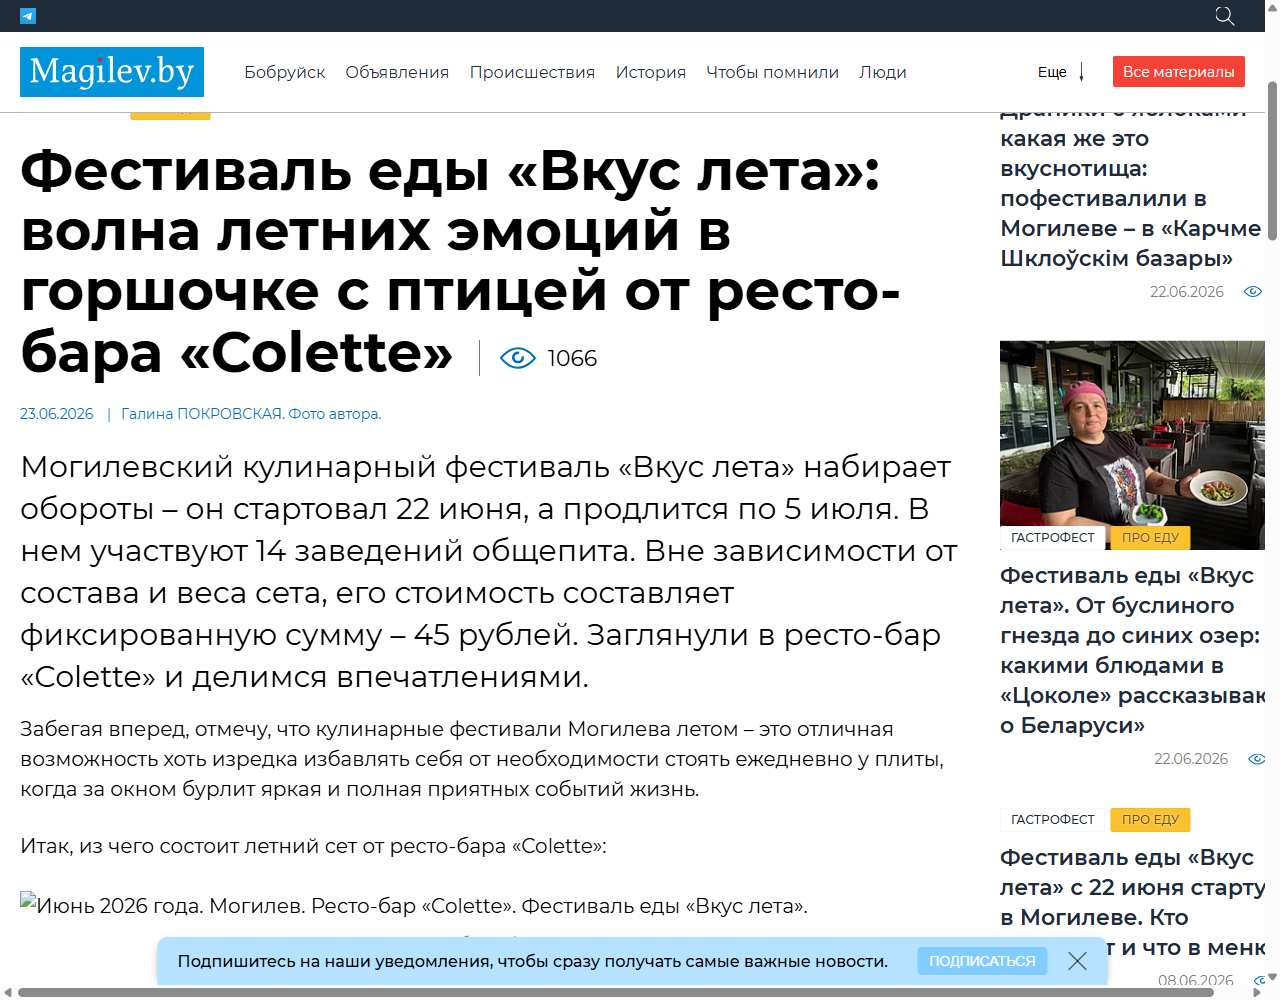 Magilev.by
Бобруйск Объявления Происшествия История Чтобы помнили Люди
Еще
Все материалы
Фестиваль еды «Вкус лета»:
волна летних эмоций в
горшочке с птицей от ресто-
бара «Colette»
1066
23.06.2026 | Галина ПОКРОВСКАЯ. Фото автора.
Могилевский кулинарный фестиваль «Вкус лета» набирает
обороты – он стартовал 22 июня, а продлится по 5 июля. В
нем участвуют 14 заведений общепита. Вне зависимости от
состава и веса сета, его стоимость составляет
фиксированную сумму – 45 рублей. Заглянули в ресто-бар
«Colette» и делимся впечатлениями.
Забегая вперед, отмечу, что кулинарные фестивали Могилева летом – это отличная
возможность хоть изредка избавлять себя от необходимости стоять ежедневно у плиты,
когда за окном бурлит яркая и полная приятных событий жизнь.
Итак, из чего состоит летний сет от ресто-бара «Colette»:
Июнь 2026 года. Могилев. Ресто-бар «Colette». Фестиваль еды «Вкус лета».
какая же это
вкуснотища:
пофестивалили в
Могилеве – в «Карчме
Шклоўскім базары»
22.06.2026
ГАСТРОФЕСТ ПРО ЕДУ
Фестиваль еды «Вкус
лета». От буслиного
гнезда до синих озер:
какими блюдами в
«Цоколе» рассказываю
о Беларуси»
22.06.2026
ГАСТРОФЕСТ ПРО ЕДУ
Фестиваль еды «Вкус
лета» с 22 июня старту
в Могилеве. Кто
и что в меню
08.06.2026
Подпишитесь на наши уведомления, чтобы сразу получать самые важные новости.
ПОДПИСАТЬСЯ